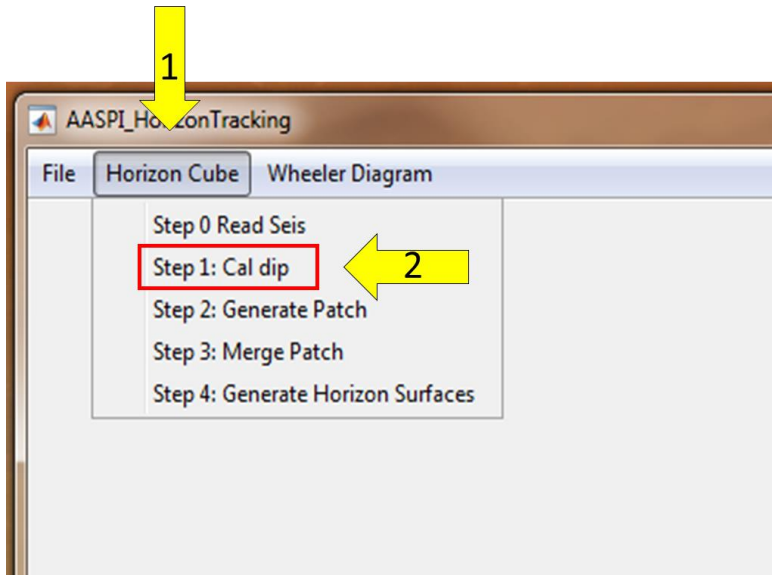 1
AASPI_HorizonTracking
File Horizon Cube Wheeler Diagram
Step 0 Read Seis
Step 1: Cal dip
2
Step 2: Generate Patch
Step 3: Merge Patch
Step 4: Generate Horizon Surfaces